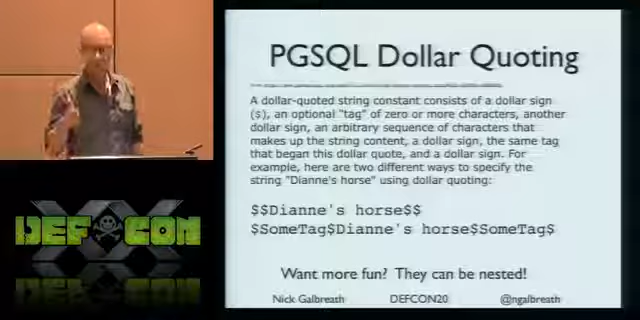 PGSQL Dollar Quoting
A dollar-quoted string constant consists of a dollar sign
($), an optional "tag" of zero or more characters, another
dollar sign, an arbitrary sequence of characters that
makes up the string content, a dollar sign, the same tag
that began this dollar quote, and a dollar sign. For
example, here are two different ways to specify the
string "Dianne's horse" using dollar quoting:
$$Dianne's horse$$
$SomeTag$Dianne's horse$SomeTag$
Want more fun? They can be nested!
Nick Galbreath DEFCON20 @ngalbreath
DEF CON
XX